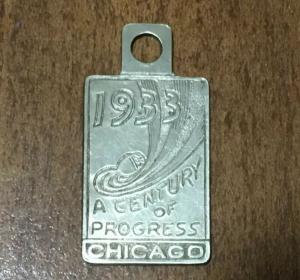 1933
A CENTURY
OF
PROGRESS
CHICAGO